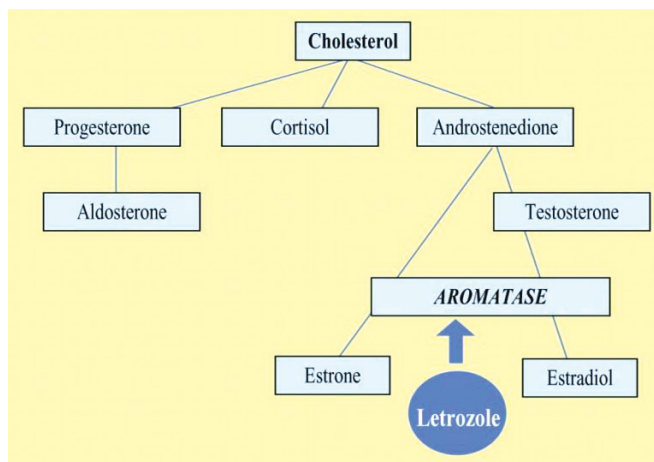 Cholesterol
Progesterone
Cortisol
Androstenedione
Aldosterone
Testosterone
AROMATASE
Estrone
Estradiol
Letrozole